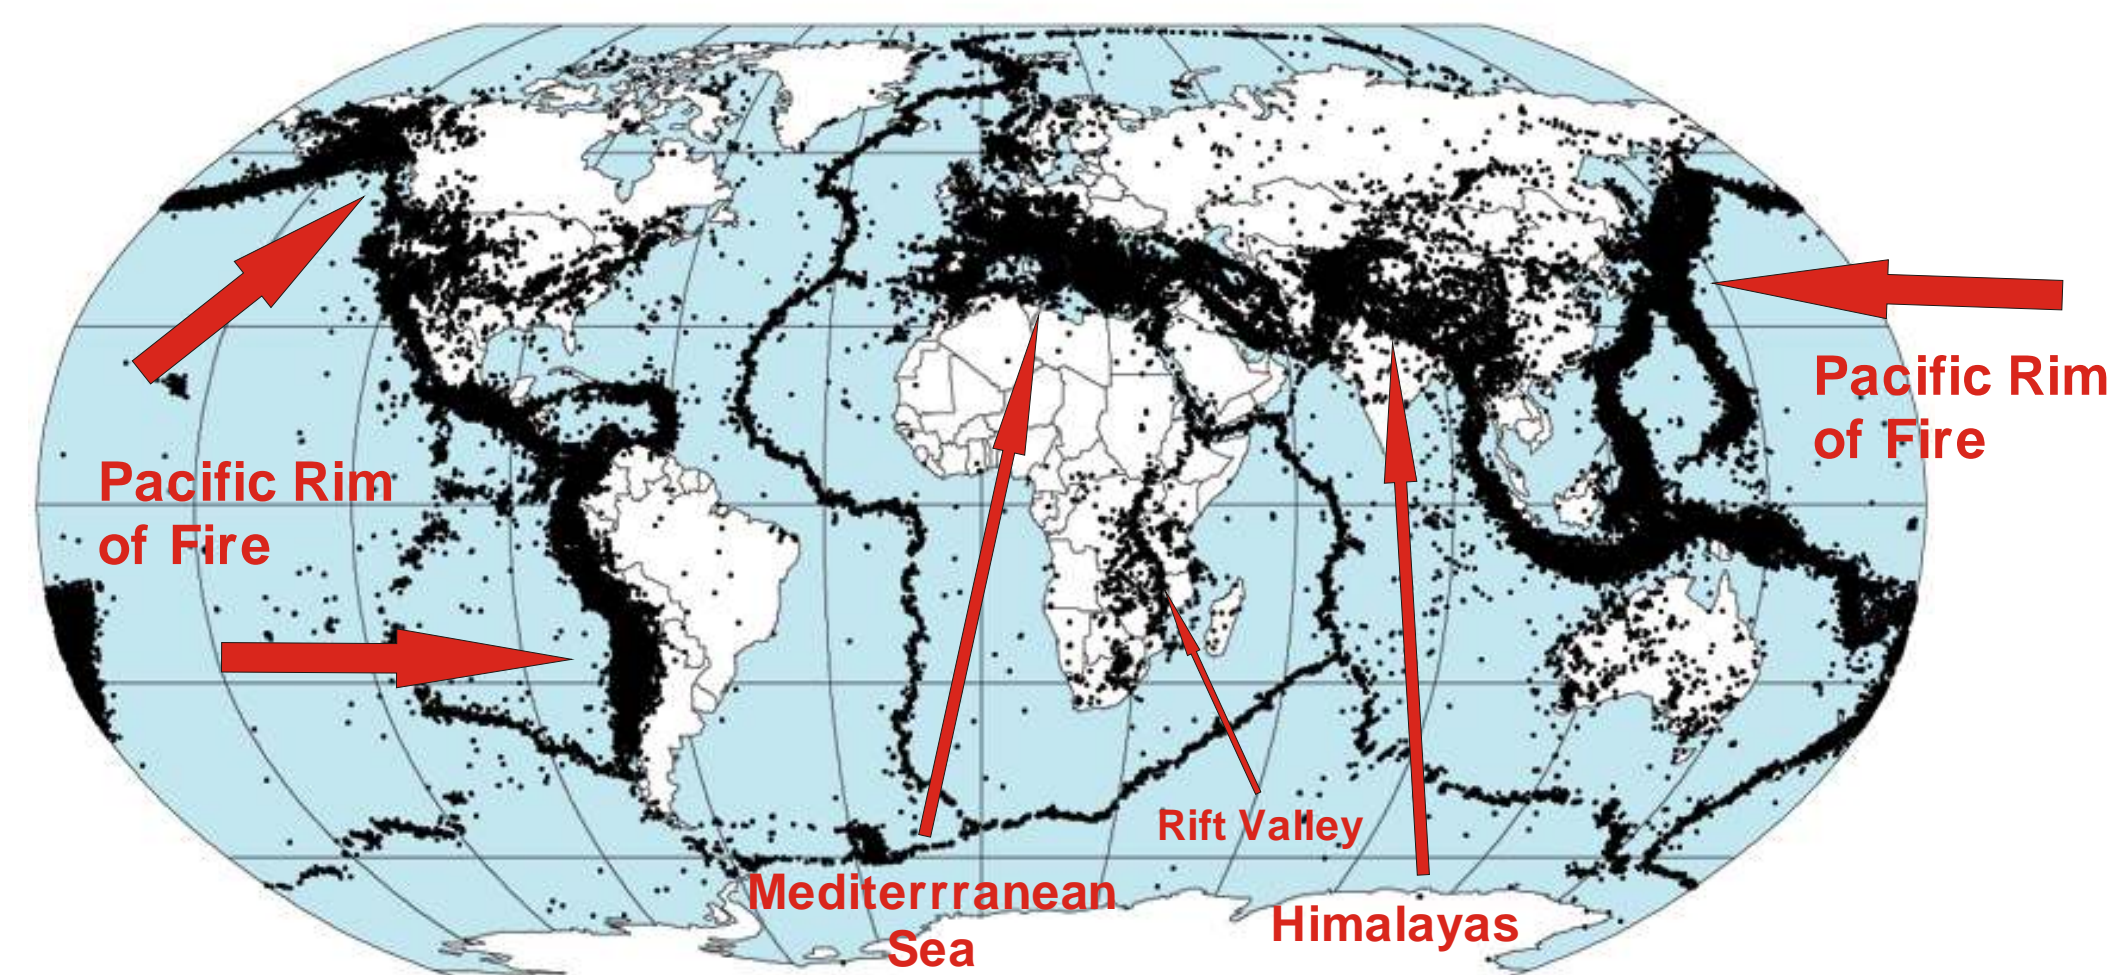 Pacific Rim
of Fire
Pacific Rim
of Fire
Rift Valley
Mediterrranean
Sea
Himalayas